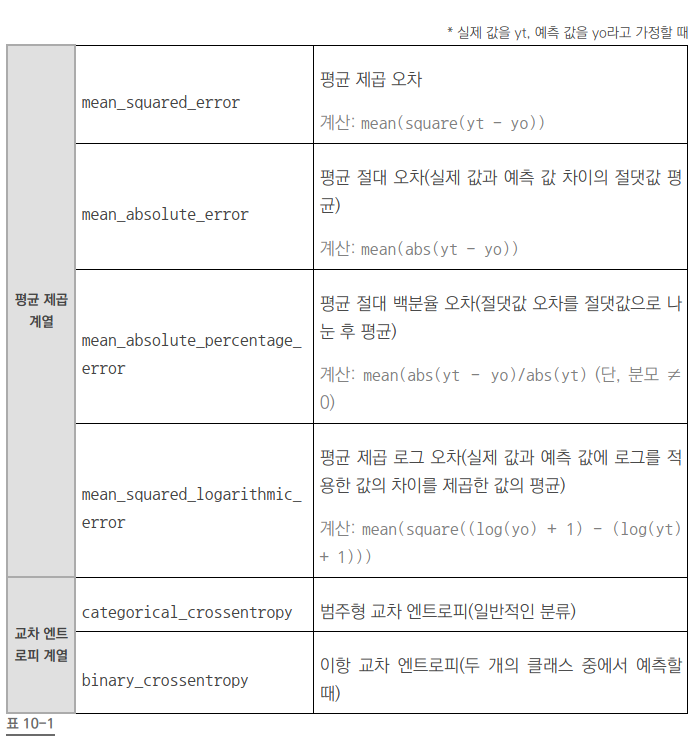 * 실제 값을 yt, 예측 값을 yo라고 가정할 때
평균 제곱
계열
mean_squared_error
평균 제곱 오차
계산: mean(square(yt - yo))
mean_absolute_error
평균 절대 오차(실제 값과 예측 값 차이의 절댓값 평
균)
계산: mean(abs(yt - yo))
mean_absolute_percentage_
error
평균 절대 백분율 오차(절댓값 오차를 절댓값으로 나
눈 후 평균)
계산: mean(abs(yt - yo)/abs(yt) (단, 분모 ≠
0)
mean_squared_logarithmic_
error
평균 제곱 로그 오차(실제 값과 예측 값에 로그를 적
용한 값의 차이를 제곱한 값의 평균)
계산: mean(square((log(yo) + 1) - (log(yt)
+ 1)))
교차 엔트
로피 계열
categorical_crossentropy
범주형 교차 엔트로피(일반적인 분류)
binary_crossentropy
이항 교차 엔트로피(두 개의 클래스 중에서 예측할
때)
표 10-1